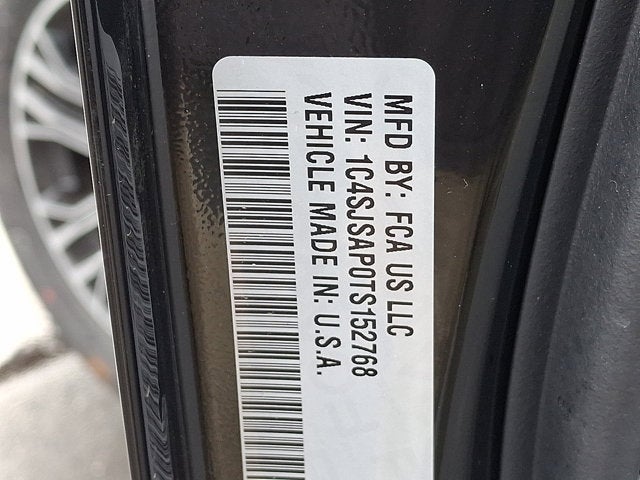 MFD BY: FCA US LLC
VIN: 1C4SJSAP0TS152768
VEHICLE MADE IN: U.S.A.